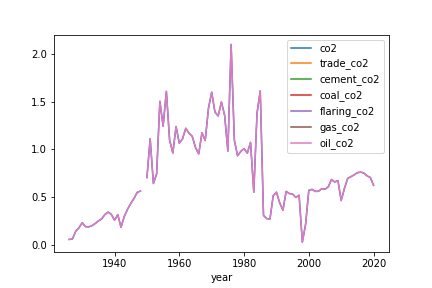 co2
trade_co2
cement_co2
coal_co2
flaring_co2
gas_co2
oil_co2
2.0
1.5
1.0
0.5
0.0
1940 1960 1980 2000 2020
year